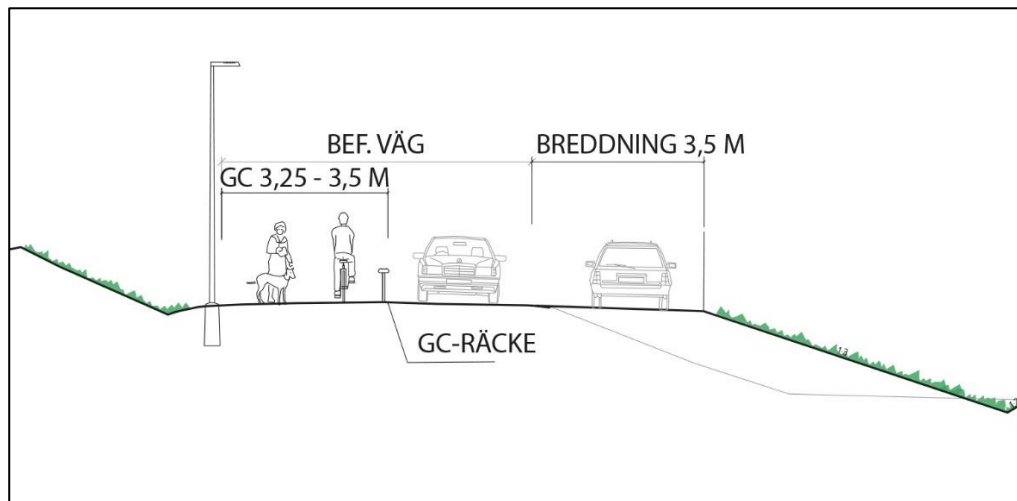 BEF. VÄG
BREDDNING 3,5 M
GC 3,25 - 3,5 M
GC-RÄCKE